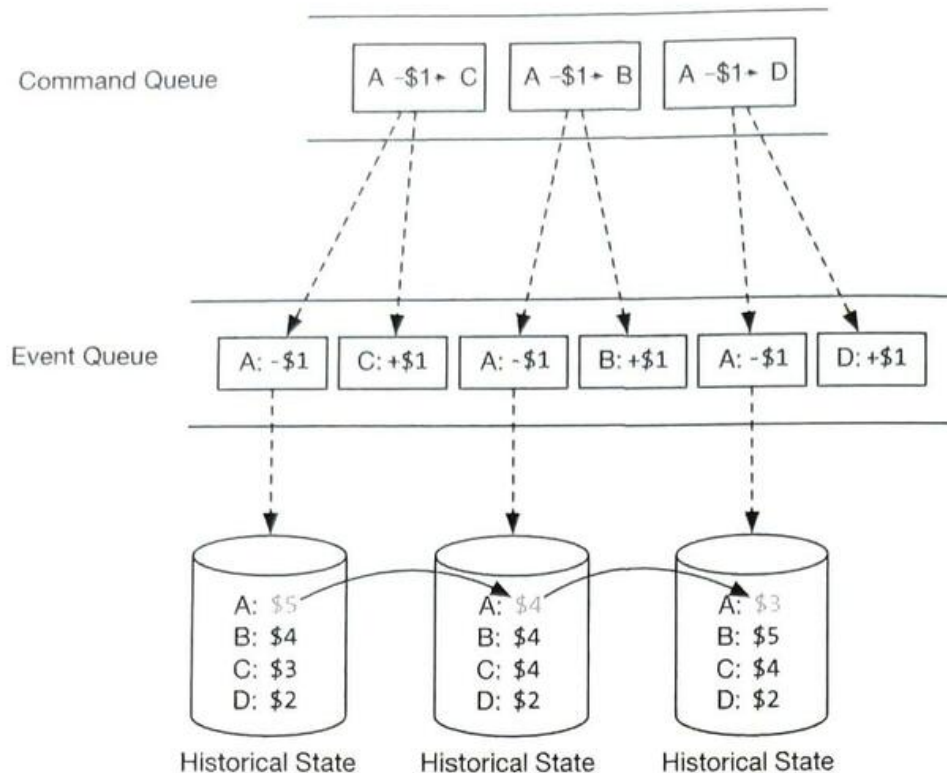 Command Queue
A -$1→ C
A -$1→ B
A -$1→ D
Event Queue
A: -$1
C: +$1
A: -$1
B: +$1
A: -$1
D: +$1
A: $5
B: $4
C: $3
D: $2
Historical State
A: $4
B: $4
C: $4
D: $2
Historical State
A: $3
B: $5
C: $4
D: $2
Historical State